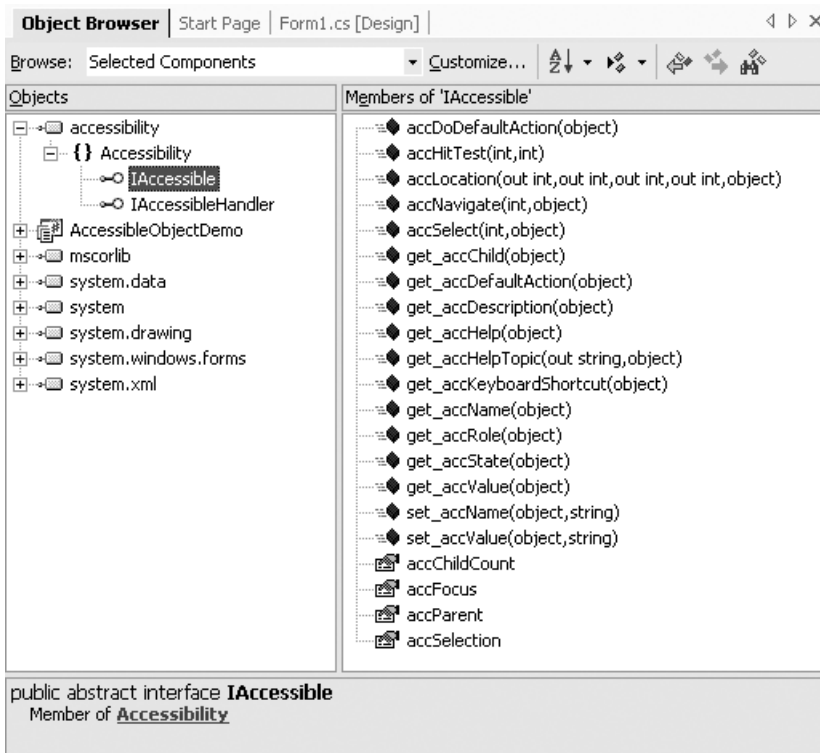 Object Browser Start Page Form1.cs [Design]
Browse: Selected Components Customize...
Objects
accessibility
{} Accessibility
IAccessible
IAccessibleHandler
AccessibleObjectDemo
mscorlib
system.data
system
system.drawing
system.windows.forms
system.xml
Members of 'IAccessible'
accDoDefaultAction(object)
accHitTest(int,int)
accLocation(out int,out int,out int,out int,object)
accNavigate(int,object)
accSelect(int,object)
get_accChild(object)
get_accDefaultAction(object)
get_accDescription(object)
get_accHelp(object)
get_accHelpTopic(out string,object)
get_accKeyboardShortcut(object)
get_accName(object)
get_accRole(object)
get_accState(object)
get_accValue(object)
set_accName(object,string)
set_accValue(object,string)
accChildCount
accFocus
accParent
accSelection
public abstract interface IAccessible
Member of Accessibility